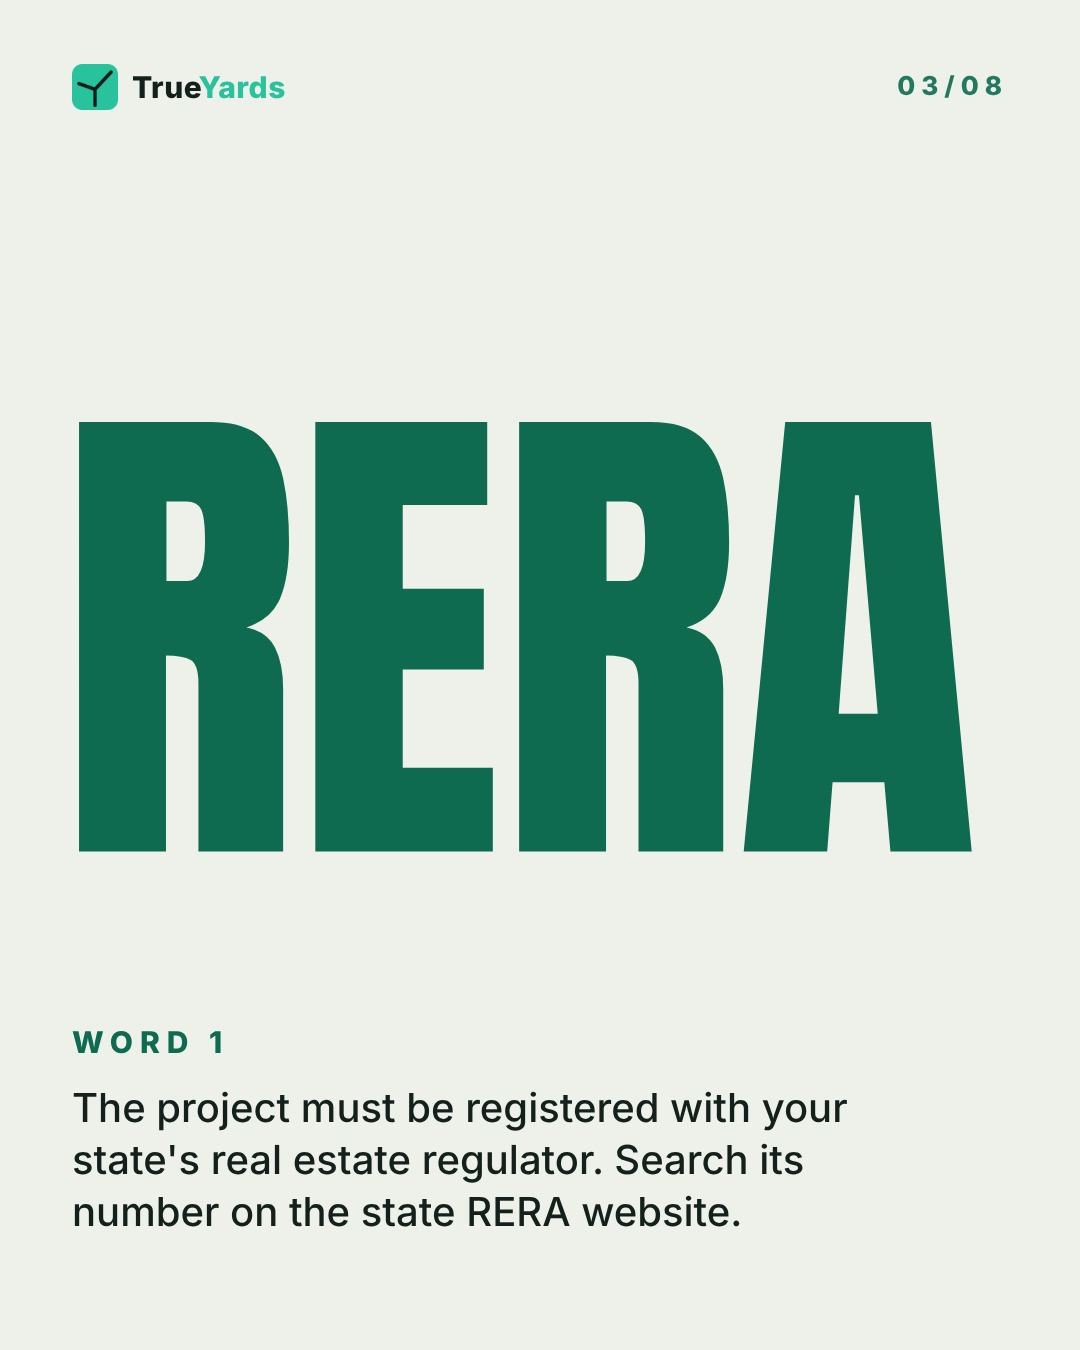 TrueYards
03/08
RERA
WORD 1
The project must be registered with your
state's real estate regulator. Search its
number on the state RERA website.